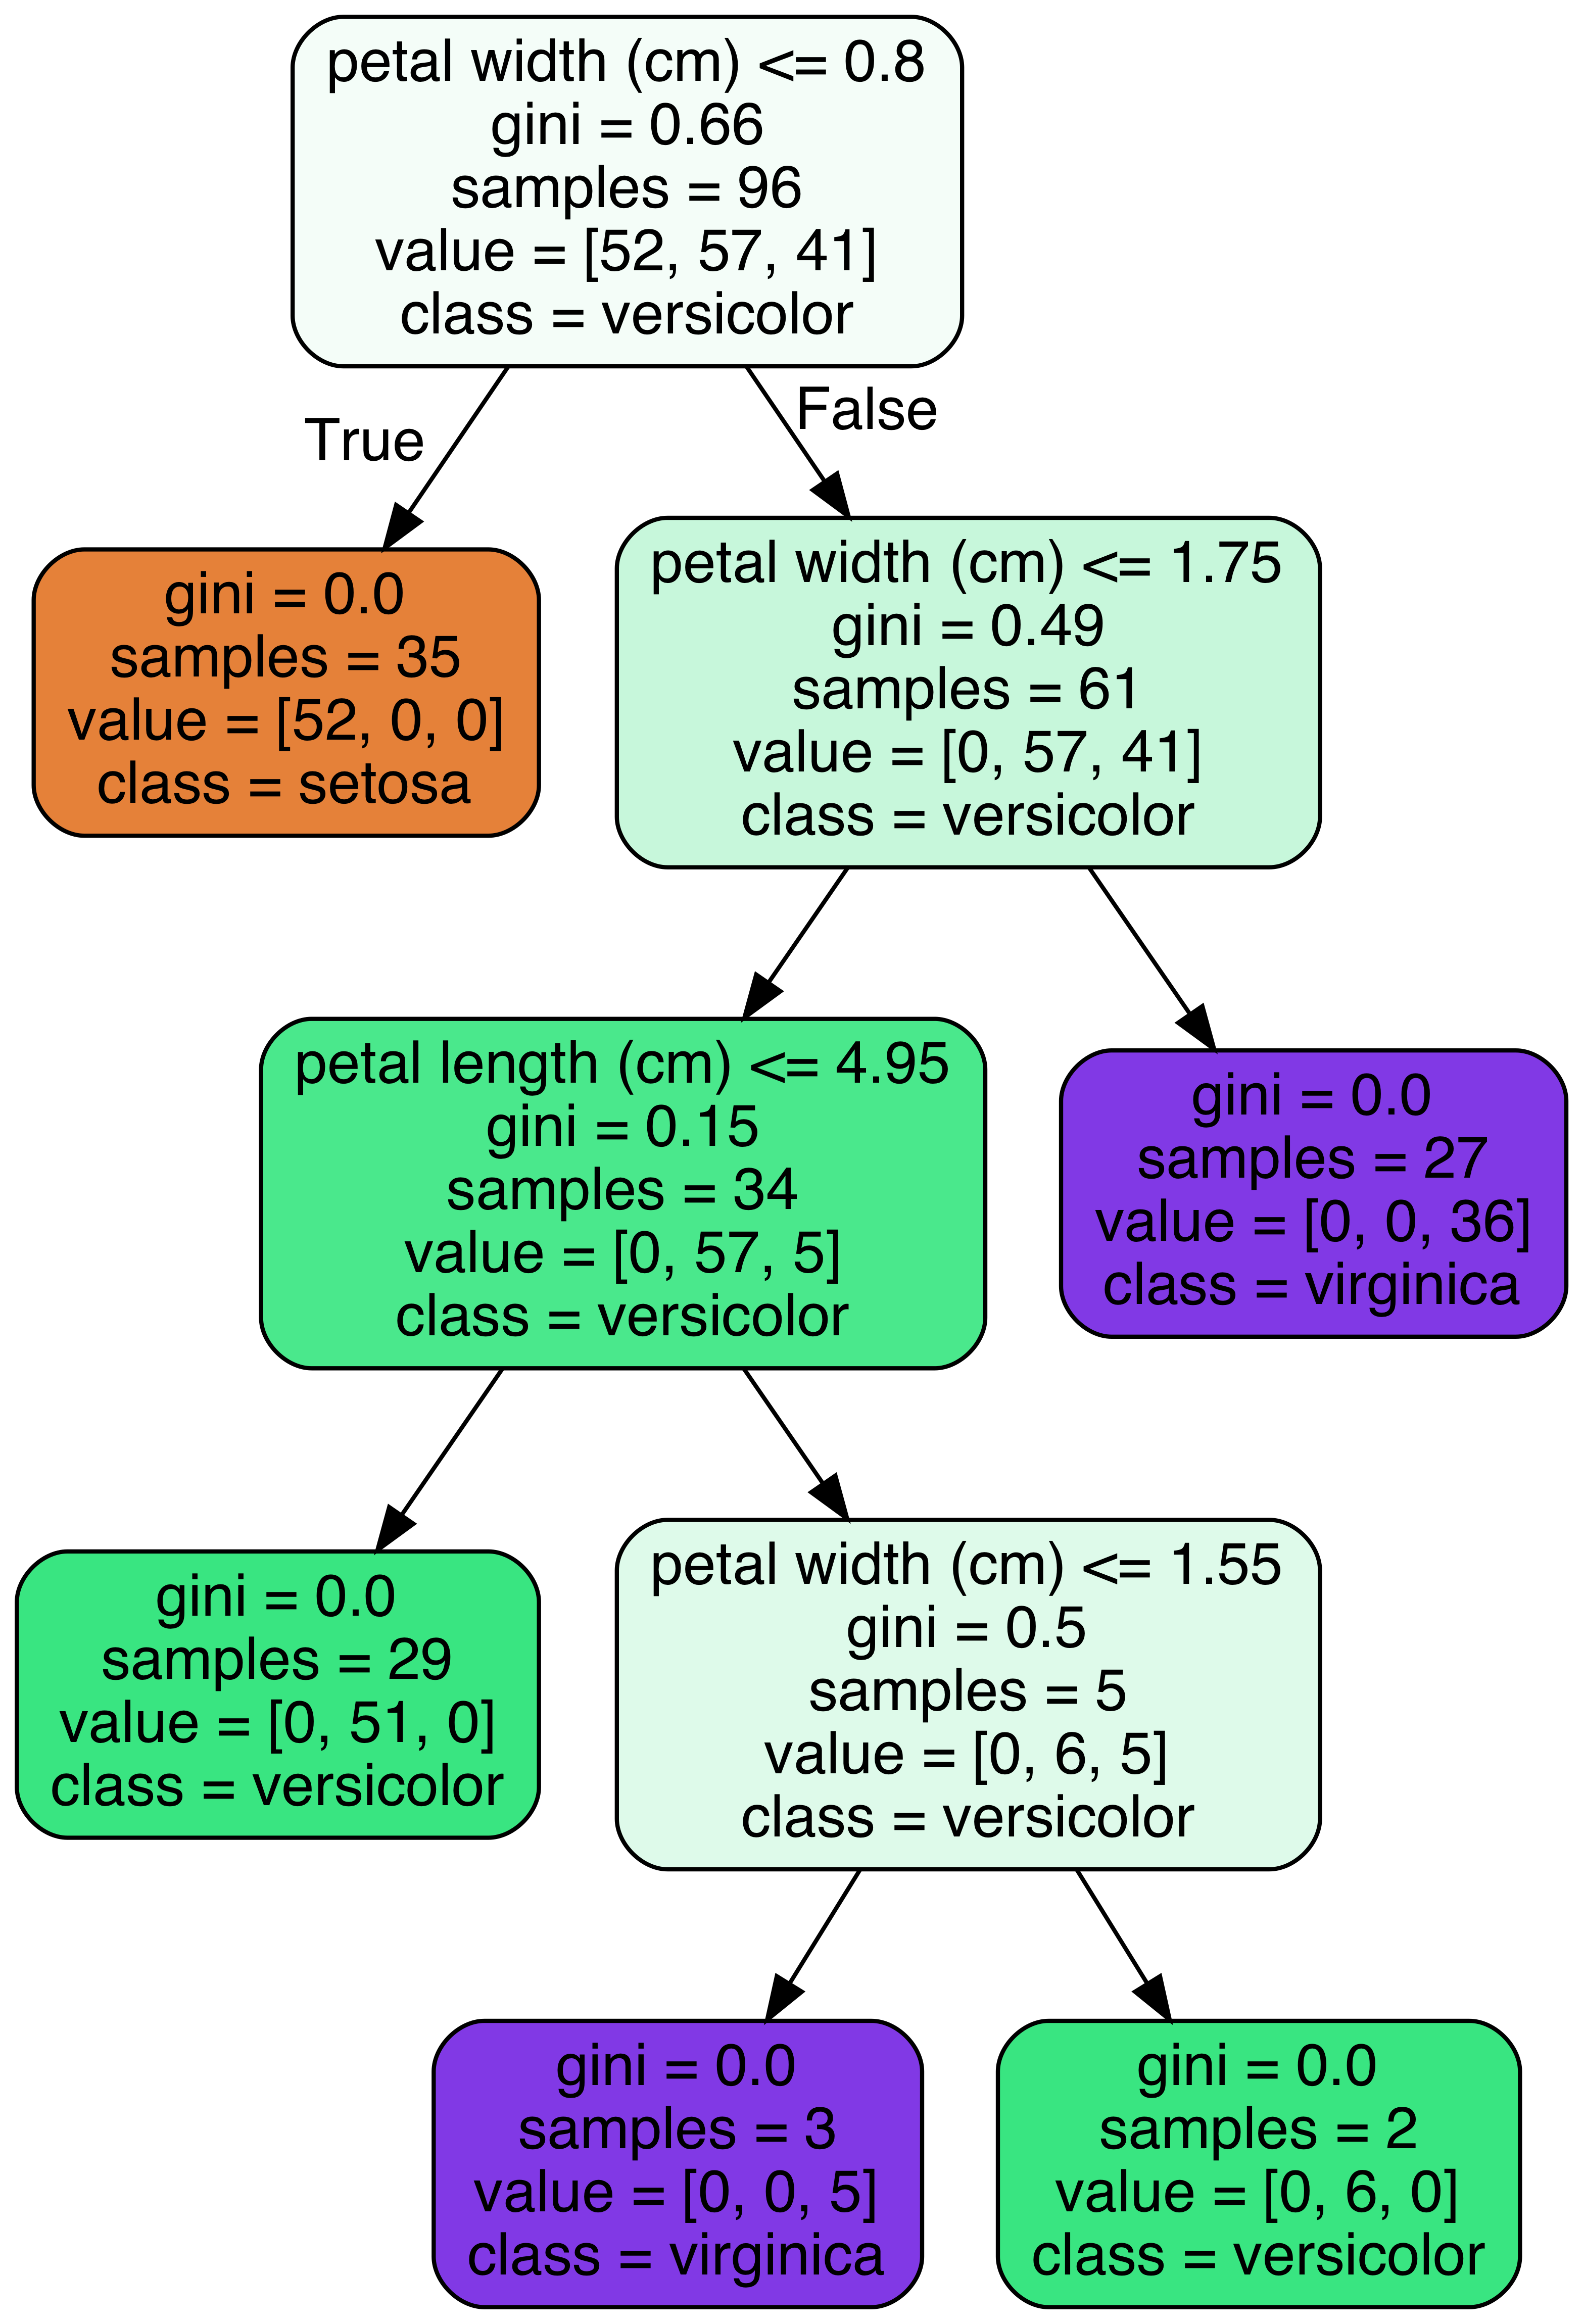 petal width (cm) <= 0.8
gini = 0.66
samples = 96
value = [52, 57, 41]
class = versicolor
True
False
gini = 0.0
samples = 35
value = [52, 0, 0]
class = setosa
petal width (cm) <= 1.75
gini = 0.49
samples = 61
value = [0, 57, 41]
class = versicolor
petal length (cm) <= 4.95
gini = 0.15
samples = 34
value = [0, 57, 5]
class = versicolor
gini = 0.0
samples = 27
value = [0, 0, 36]
class = virginica
gini = 0.0
samples = 29
value = [0, 51, 0]
class = versicolor
petal width (cm) <= 1.55
gini = 0.5
samples = 5
value = [0, 6, 5]
class = versicolor
gini = 0.0
samples = 3
value = [0, 0, 5]
class = virginica
gini = 0.0
samples = 2
value = [0, 6, 0]
class = versicolor